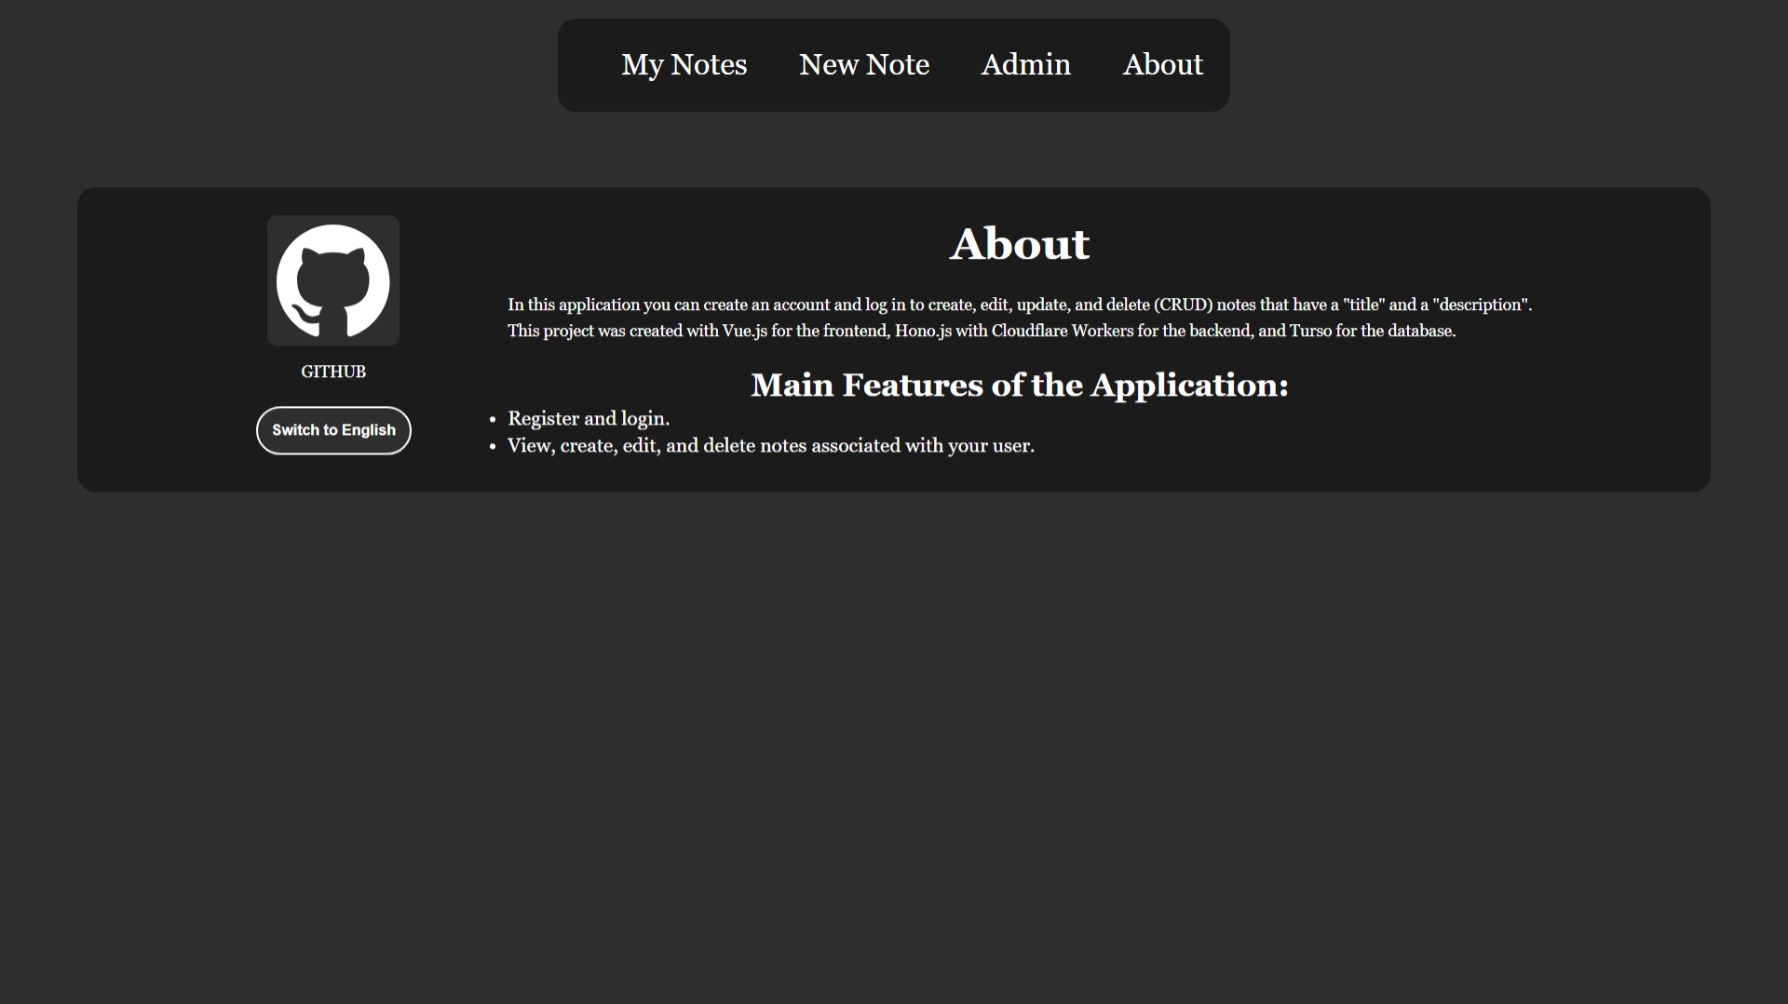 My Notes New Note Admin About
GITHUB
Switch to English
About
In this application you can create an account and log in to create, edit, update, and delete (CRUD) notes that have a "title" and a "description".
This project was created with Vue.js for the frontend, Hono.js with Cloudflare Workers for the backend, and Turso for the database.
Main Features of the Application:
• Register and login.
• View, create, edit, and delete notes associated with your user.